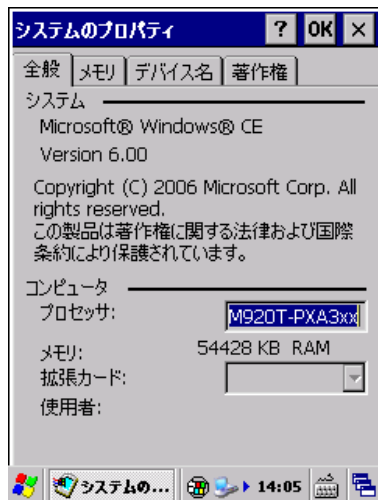 システムのプロパティ ? OK ×
全般 メモリ デバイス名 著作権
システム
Microsoft® Windows® CE
Version 6.00
Copyright (C) 2006 Microsoft Corp. All
rights reserved.
この製品は著作権に関する法律および国際
条約により保護されています。
コンピュータ
プロセッサ: M920T-PXA3xx
メモリ: 54428 KB RAM
拡張カード:
使用者:
システムの... 14:05